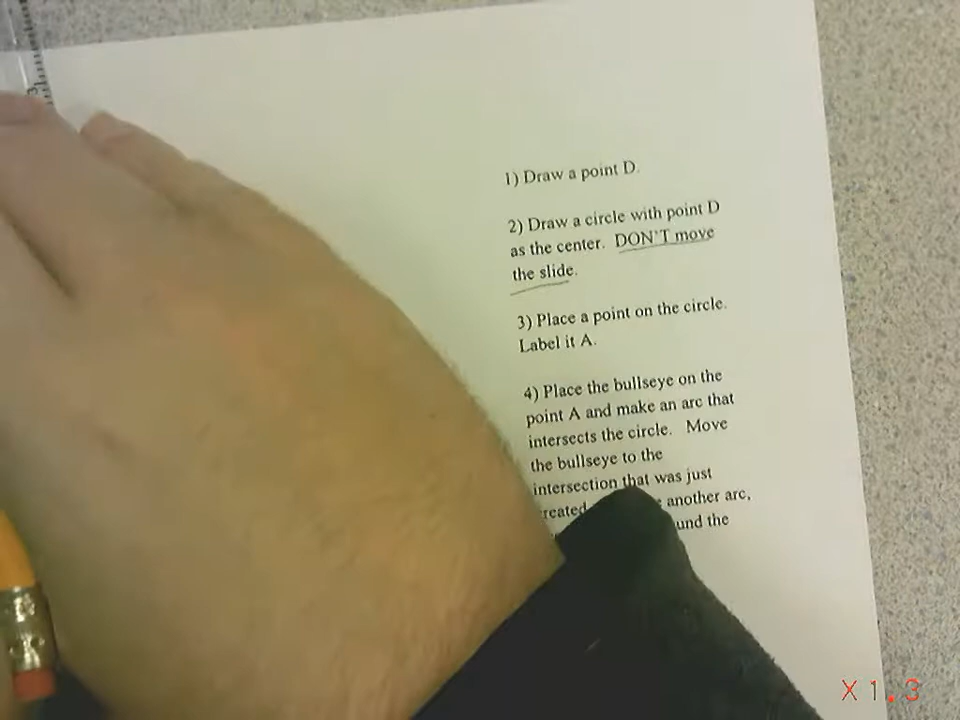 1) Draw a point D.
2) Draw a circle with point D
as the center. DON'T move
the slide.
3) Place a point on the circle.
Label it A.
4) Place the bullseye on the
point A and make an arc that
intersects the circle. Move
the bullseye to the
intersection that was just
another arc,
the
X1.3